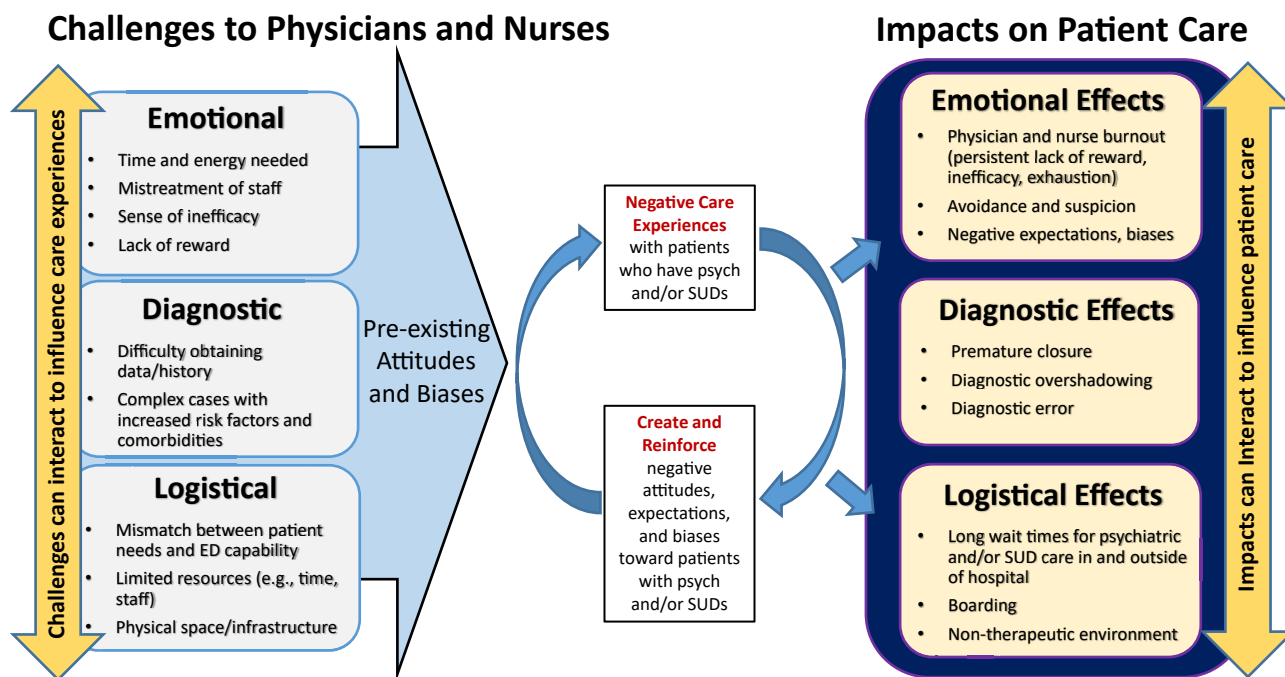 Challenges to Physicians and Nurses
Challenges can interact to influence care experiences
Emotional
• Time and energy needed
• Mistreatment of staff
• Sense of inefficacy
• Lack of reward
Diagnostic
• Difficulty obtaining
data/history
• Complex cases with
increased risk factors and
comorbidities
Logistical
• Mismatch between patient
needs and ED capability
• Limited resources (e.g., time,
staff)
• Physical space/infrastructure
Pre-existing
Attitudes
and Biases
Negative Care
Experiences
with patients
who have psych
and/or SUDs
Create and
Reinforce
negative
attitudes,
expectations,
and biases
toward patients
with psych
and/or SUDs
Impacts on Patient Care
Emotional Effects
• Physician and nurse burnout
(persistent lack of reward,
inefficacy, exhaustion)
• Avoidance and suspicion
• Negative expectations, biases
Diagnostic Effects
• Premature closure
• Diagnostic overshadowing
• Diagnostic error
Logistical Effects
• Long wait times for psychiatric
and/or SUD care in and outside
of hospital
• Boarding
• Non-therapeutic environment
Impacts can Interact to influence patient care